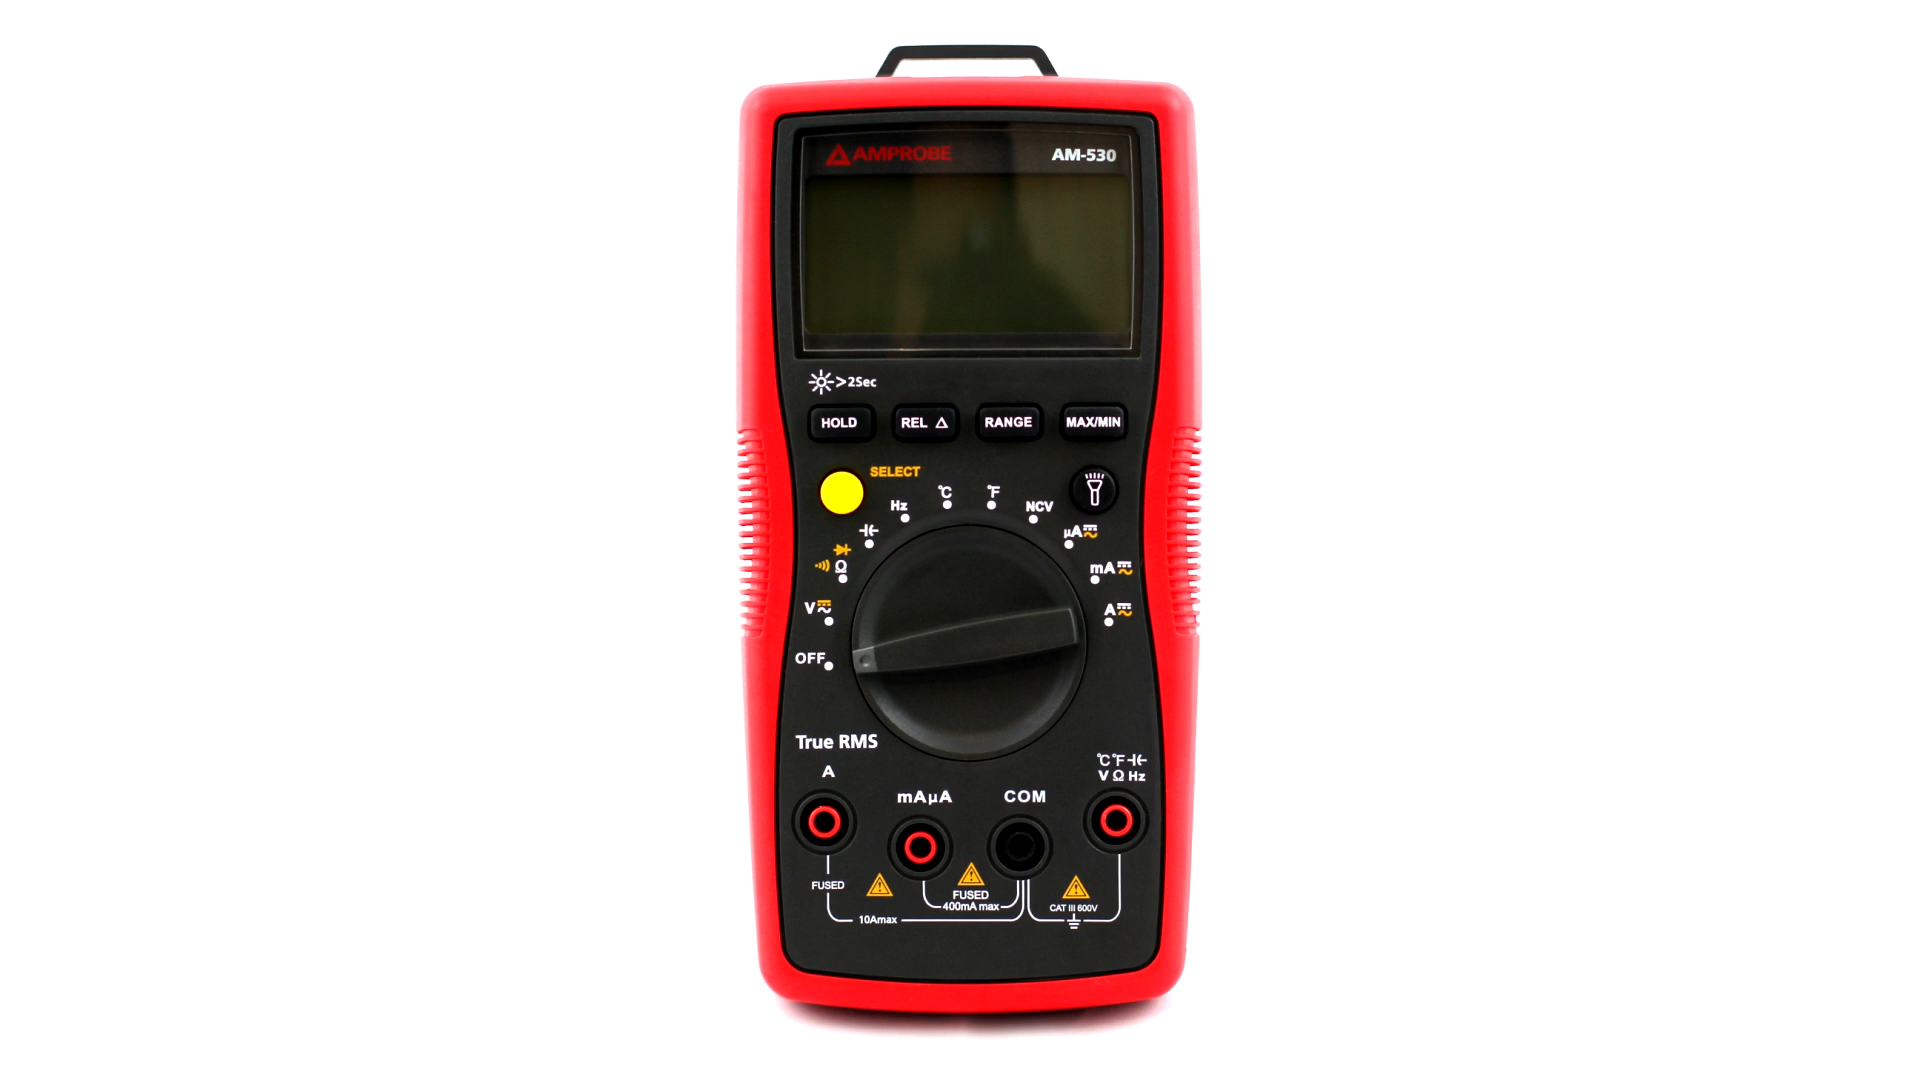 AMPROBE AM-530
>2Sec
HOLD REL △ RANGE MAX/MIN
SELECT
Hz °C °F NCV
µA
Ω mA
V A
OFF
True RMS
A mAµA COM °C °F
V Ω Hz
FUSED
FUSED
400mA max
CAT III 600V
10Amax